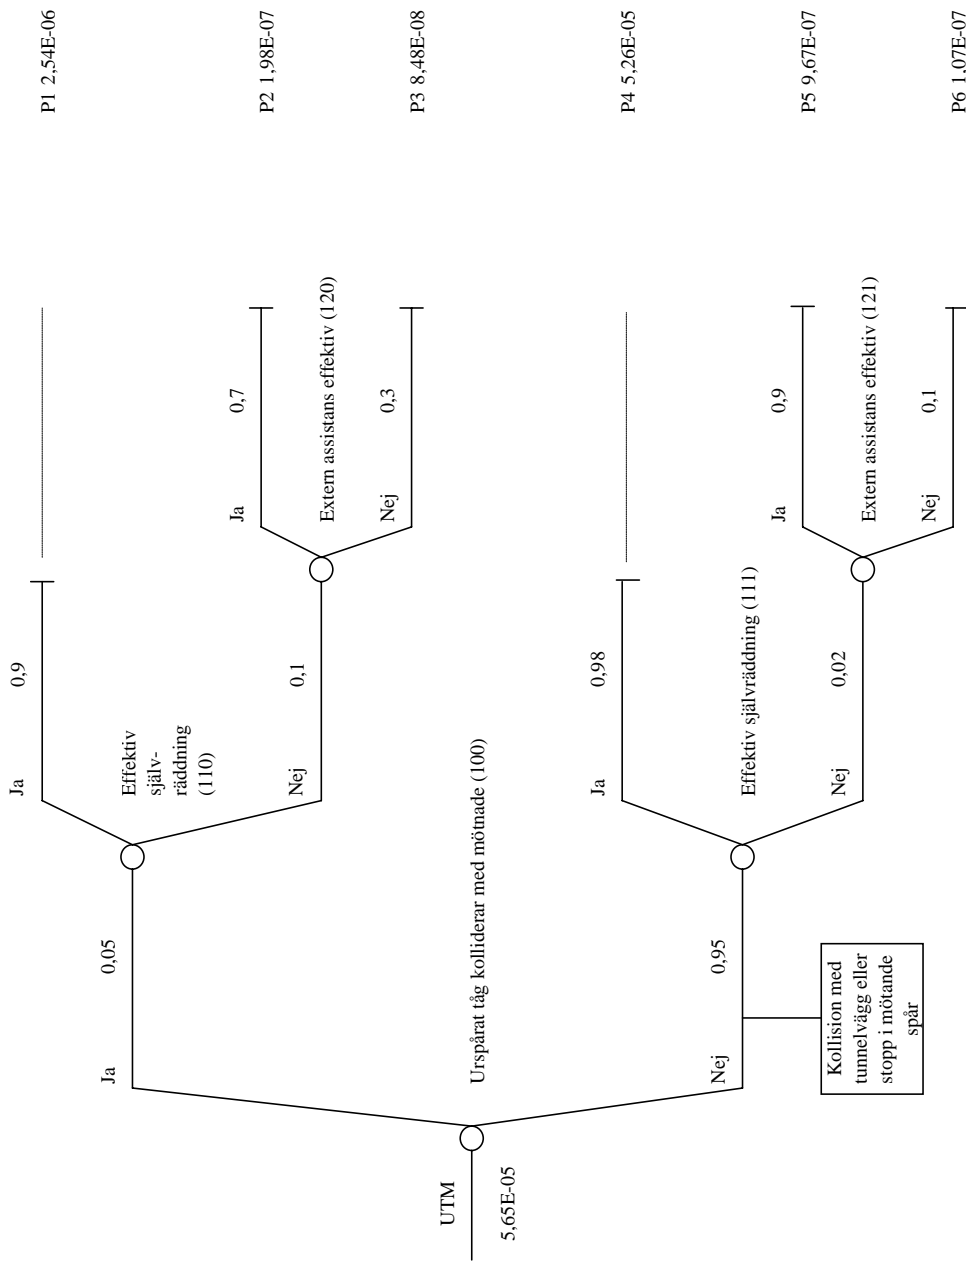 UTM
5,65E-05
Ja
0,05
Urspårat tåg kolliderar med mötnade (100)
Nej
0,95
Kollision med
tunnelvägg eller
stopp i mötande
spår
Ja
0,9
Effektiv
själv-
räddning
(110)
Nej
0,1
Ja
0,98
Effektiv självräddning (111)
Nej
0,02
Ja
0,7
Extern assistans effektiv (120)
Nej
0,3
Ja
0,9
Extern assistans effektiv (121)
Nej
0,1
P1 2,54E-06
P2 1,98E-07
P3 8,48E-08
P4 5,26E-05
P5 9,67E-07
P6 1,07E-07